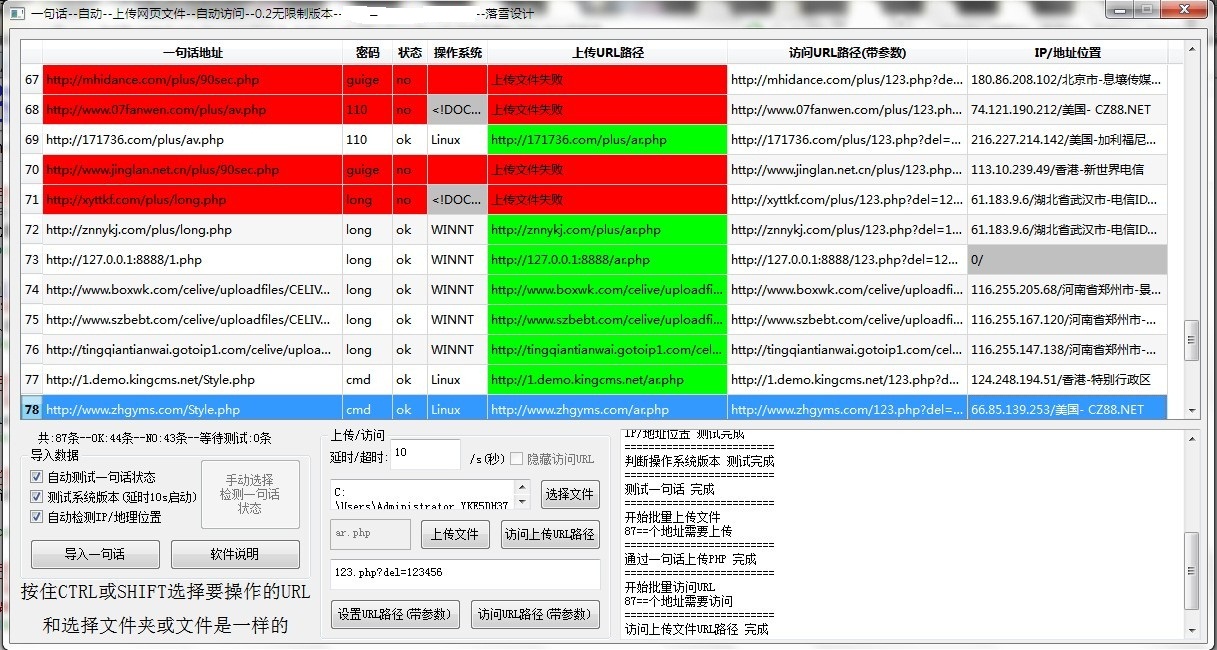 一句话--自动--上传网页文件--自动访问--0.2无限制版本-- --落雪设计
一句话地址 密码 状态 操作系统 上传URL路径 访问URL路径(带参数) IP/地址位置
67 http://mhidance.com/plus/90sec.php guige no 上传文件失败 http://mhidance.com/plus/123.php?de... 180.86.208.102/北京市-息壤传媒...
68 http://www.07fanwen.com/plus/av.php 110 no <!DOC... 上传文件失败 http://www.07fanwen.com/plus/123.ph... 74.121.190.212/美国- CZ88.NET
69 http://171736.com/plus/av.php 110 ok Linux http://171736.com/plus/ar.php http://171736.com/plus/123.php?del=... 216.227.214.142/美国-加利福尼...
70 http://www.jinglan.net.cn/plus/90sec.php guige no 上传文件失败 http://www.jinglan.net.cn/plus/123.php... 113.10.239.49/香港-新世界电信
71 http://xyttkf.com/plus/long.php long no <!DOC... 上传文件失败 http://xyttkf.com/plus/123.php?del=12... 61.183.9.6/湖北省武汉市-电信ID...
72 http://znnykj.com/plus/long.php long ok WINNT http://znnykj.com/plus/ar.php http://znnykj.com/plus/123.php?del=1... 61.183.9.6/湖北省武汉市-电信ID...
73 http://127.0.0.1:8888/1.php long ok WINNT http://127.0.0.1:8888/ar.php http://127.0.0.1:8888/123.php?del=12... 0/
74 http://www.boxwk.com/celive/uploadfiles/CELIV... long ok WINNT http://www.boxwk.com/celive/uploadfi... http://www.boxwk.com/celive/uploadfi... 116.255.205.68/河南省郑州市-景...
75 http://www.szbebt.com/celive/uploadfiles/CELIV... long ok WINNT http://www.szbebt.com/celive/uploadfi... http://www.szbebt.com/celive/uploadfi... 116.255.167.120/河南省郑州市-...
76 http://tingqiantianwai.gotoip1.com/celive/uploa... long ok WINNT http://tingqiantianwai.gotoip1.com/cel... http://tingqiantianwai.gotoip1.com/cel... 116.255.147.138/河南省郑州市-...
77 http://1.demo.kingcms.net/Style.php cmd ok Linux http://1.demo.kingcms.net/ar.php http://1.demo.kingcms.net/123.php?d... 124.248.194.51/香港-特别行政区
78 http://www.zhgyms.com/Style.php cmd ok Linux http://www.zhgyms.com/ar.php http://www.zhgyms.com/123.php?del=... 66.85.139.253/美国- CZ88.NET
共:87条--OK:44条--NO:43条--等待测试:0条
导入数据
自动测试一句话状态
测试系统版本(延时10s启动)
自动检测IP/地理位置
手动选择
检测一句话
状态
导入一句话 软件说明
按住CTRL或SHIFT选择要操作的URL
和选择文件夹或文件是一样的
上传/访问
延时/超时: 10 /s(秒) 隐藏访问URL
C:
\Users\Administrator.YKE5DH37
选择文件
ar.php 上传文件 访问上传URL路径
123.php?del=123456
设置URL路径(带参数) 访问URL路径(带参数)
IP/地址位置 测试完成
=========================
判断操作系统版本 测试完成
=========================
测试一句话 完成
=========================
开始批量上传文件
87==个地址需要上传
=========================
通过一句话上传PHP 完成
=========================
开始批量访问URL
87==个地址需要访问
=========================
访问上传文件URL路径 完成